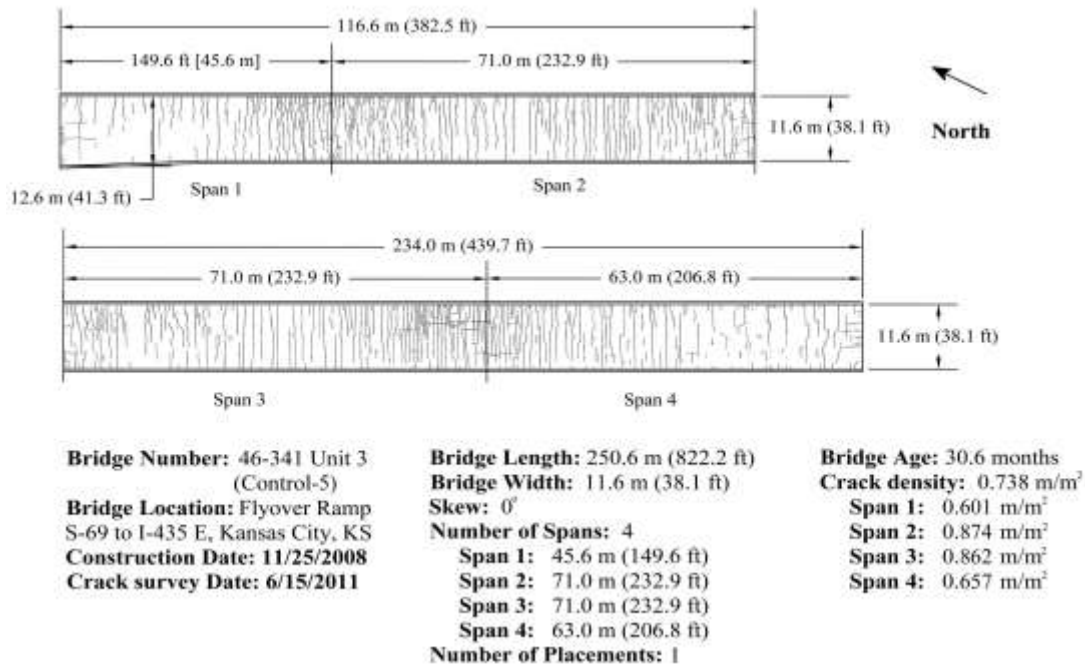 116.6 m (382.5 ft)
149.6 ft [45.6 m]
71.0 m (232.9 ft)
11.6 m (38.1 ft)
North
12.6 m (41.3 ft)
Span 1
Span 2
234.0 m (439.7 ft)
71.0 m (232.9 ft)
63.0 m (206.8 ft)
11.6 m (38.1 ft)
Span 3
Span 4
Bridge Number: 46-341 Unit 3
(Control-5)
Bridge Location: Flyover Ramp
S-69 to I-435 E, Kansas City, KS
Construction Date: 11/25/2008
Crack survey Date: 6/15/2011
Bridge Length: 250.6 m (822.2 ft)
Bridge Width: 11.6 m (38.1 ft)
Skew: 0°
Number of Spans: 4
Span 1: 45.6 m (149.6 ft)
Span 2: 71.0 m (232.9 ft)
Span 3: 71.0 m (232.9 ft)
Span 4: 63.0 m (206.8 ft)
Number of Placements: 1
Bridge Age: 30.6 months
Crack density: 0.738 m/m²
Span 1: 0.601 m/m²
Span 2: 0.874 m/m²
Span 3: 0.862 m/m²
Span 4: 0.657 m/m²